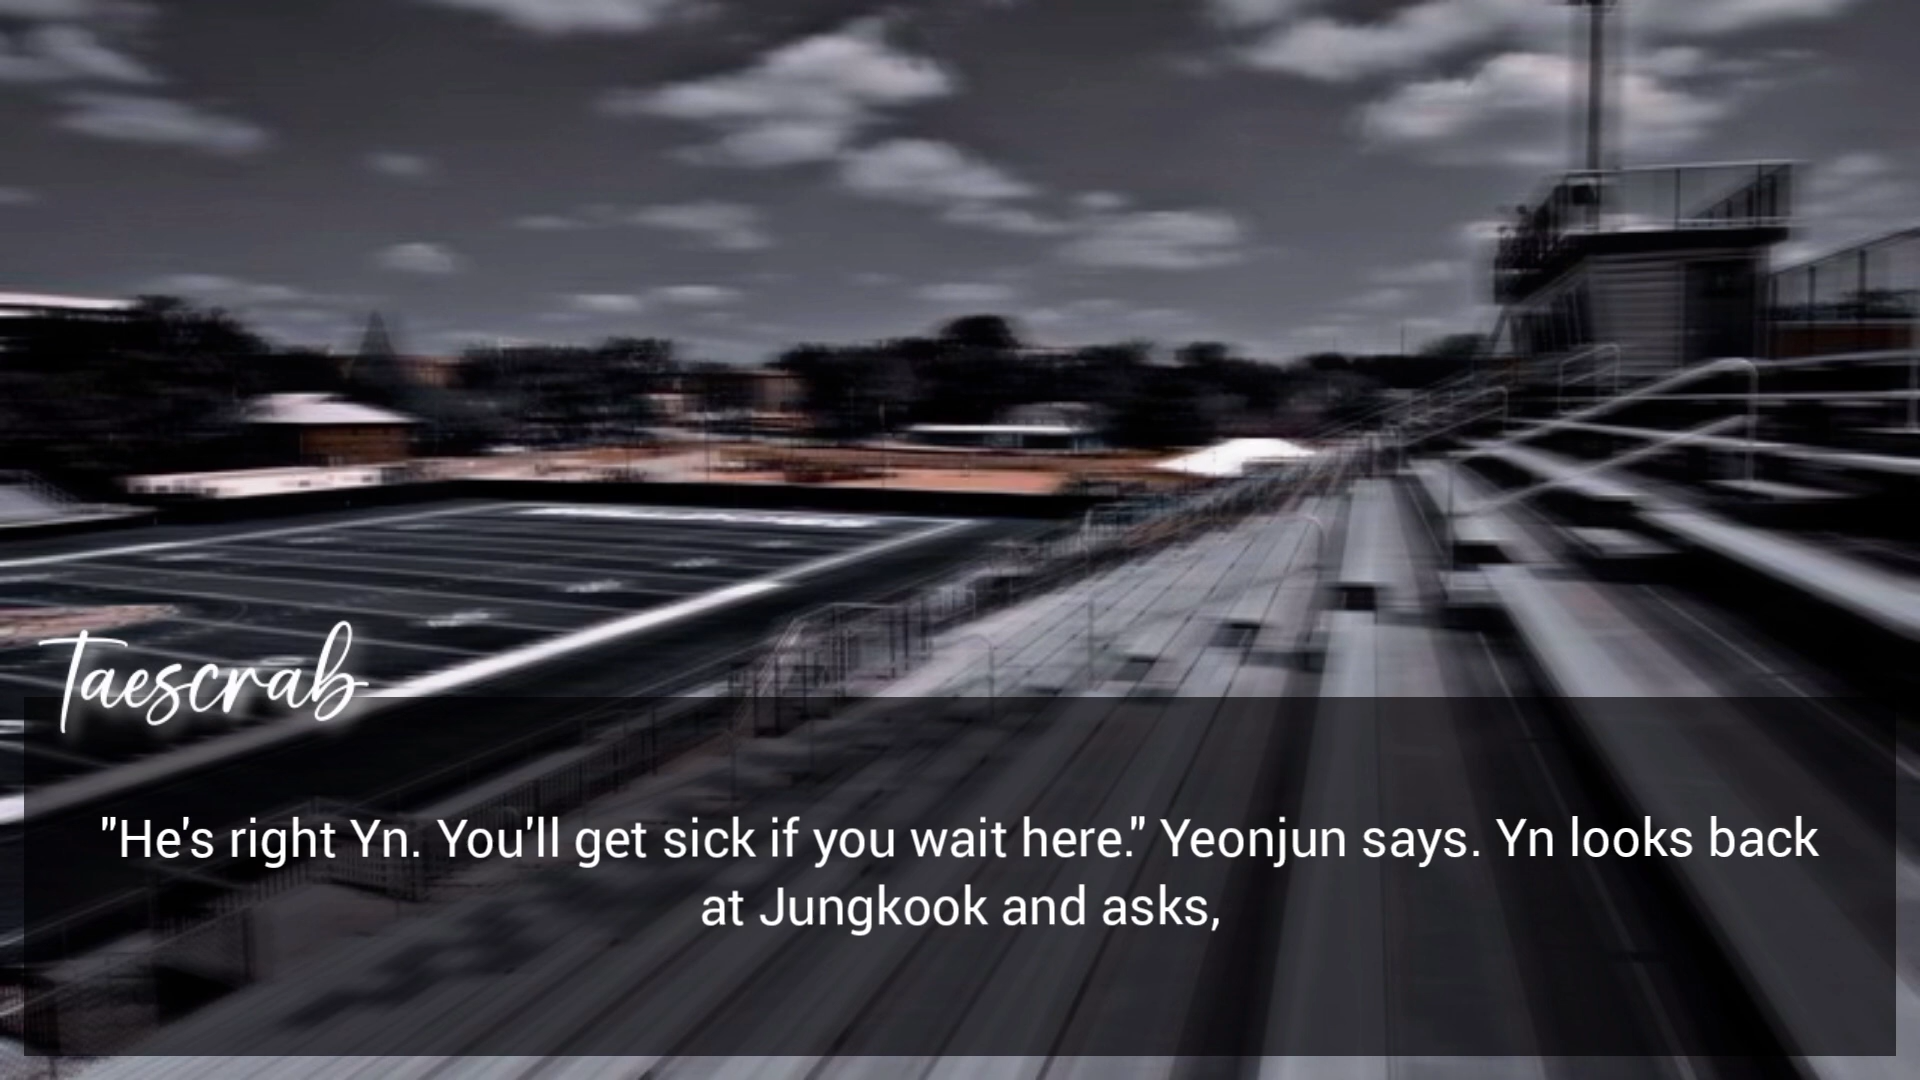 Taescrab
"He's right Yn. You'll get sick if you wait here." Yeonjun says. Yn looks back
at Jungkook and asks,